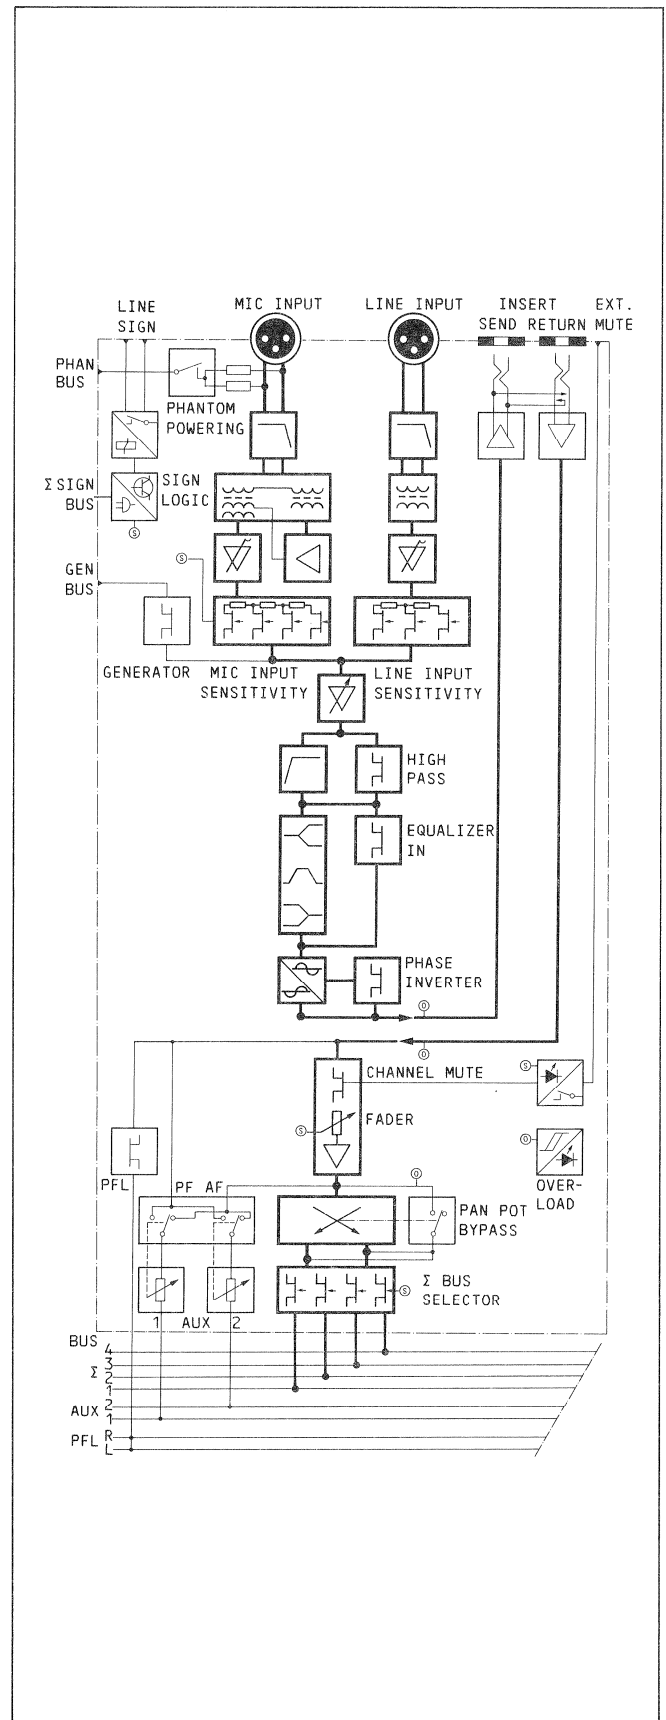 LINE
SIGN
MIC INPUT
LINE INPUT
INSERT
SEND RETURN
EXT.
MUTE
PHAN
BUS
PHANTOM
POWERING
Σ SIGN
BUS
SIGN
LOGIC
S
S
GEN
BUS
GENERATOR
MIC INPUT
SENSITIVITY
LINE INPUT
SENSITIVITY
HIGH
PASS
EQUALIZER
IN
PHASE
INVERTER
O
O
CHANNEL MUTE
S
FADER
S
O
OVER-
LOAD
PFL
PF AF
O
PAN POT
BYPASS
Σ BUS
SELECTOR
S
1 AUX 2
BUS
4
3
Σ 2
1
AUX 2
1
PFL R
L